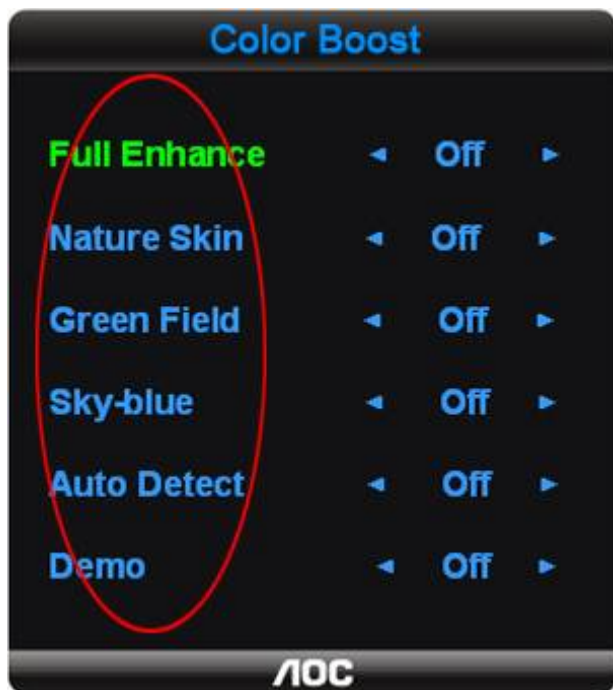 Color Boost
Full Enhance ◄ Off ►
Nature Skin ◄ Off ►
Green Field ◄ Off ►
Sky-blue ◄ Off ►
Auto Detect ◄ Off ►
Demo ◄ Off ►
AOC